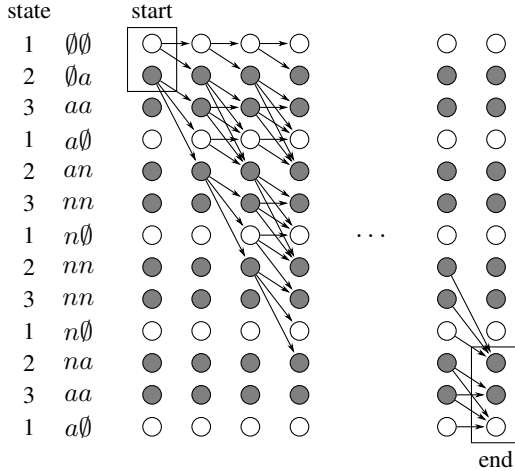 state start
1 ∅∅
2 ∅a
3 aa
1 a∅
2 an
3 nn
1 n∅
2 nn
3 nn
1 n∅
2 na
3 aa
1 a∅
...
end